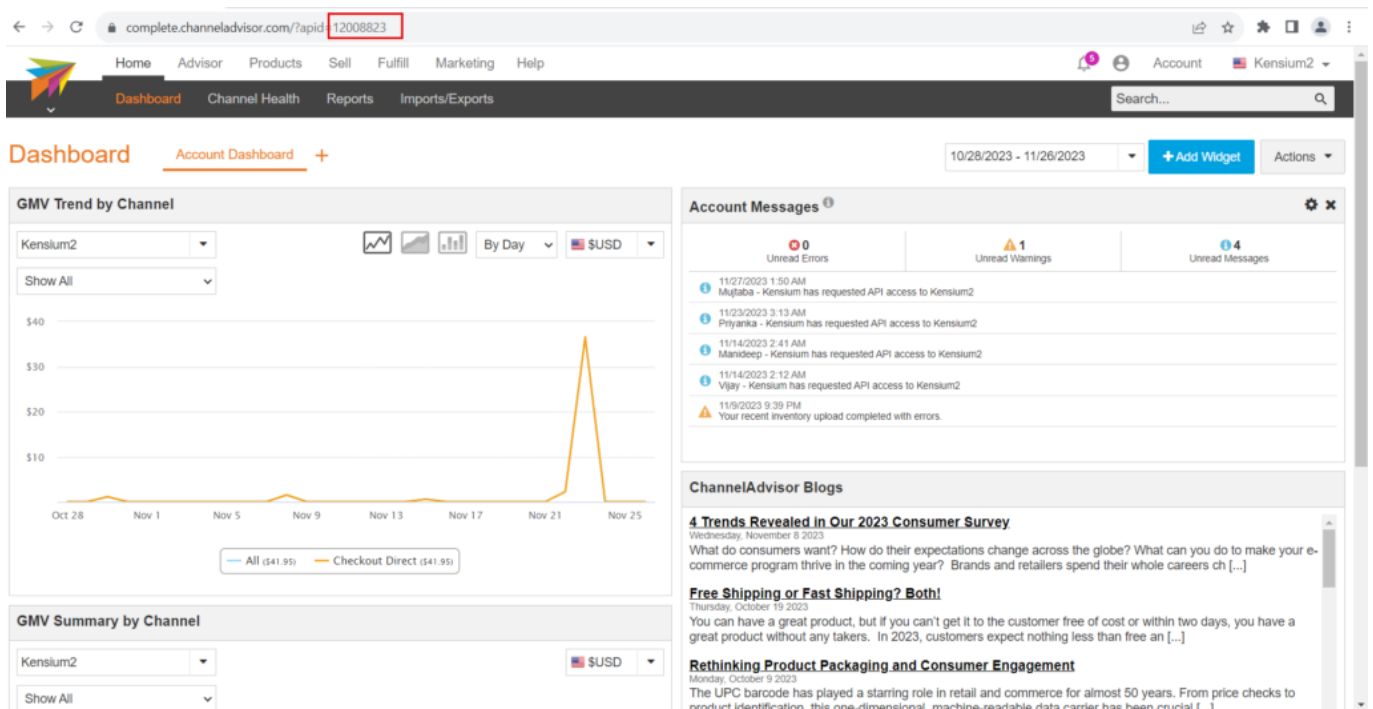 complete.channeladvisor.com/?apid=12008823
Home Advisor Products Sell Fulfill Marketing Help
5
Account Kensium2
Dashboard Channel Health Reports Imports/Exports
Search...
Dashboard Account Dashboard +
10/28/2023 - 11/26/2023
+Add Widget Actions
GMV Trend by Channel
Kensium2
By Day $USD
Show All
$40
$30
$20
$10
Oct 28 Nov 1 Nov 5 Nov 9 Nov 13 Nov 17 Nov 21 Nov 25
All ($41.95) Checkout Direct ($41.95)
GMV Summary by Channel
Kensium2 $USD
Show All
Account Messages
0
Unread Errors
1
Unread Warnings
4
Unread Messages
11/27/2023 1:50 AM
Mujtaba - Kensium has requested API access to Kensium2
11/23/2023 3:13 AM
Priyanka - Kensium has requested API access to Kensium2
11/14/2023 2:41 AM
Manideep - Kensium has requested API access to Kensium2
11/14/2023 2:12 AM
Vijay - Kensium has requested API access to Kensium2
11/9/2023 9:39 PM
Your recent inventory upload completed with errors.
ChannelAdvisor Blogs
4 Trends Revealed in Our 2023 Consumer Survey
Wednesday, November 8 2023
What do consumers want? How do their expectations change across the globe? What can you do to make your e-
commerce program thrive in the coming year? Brands and retailers spend their whole careers ch [...]
Free Shipping or Fast Shipping? Both!
Thursday, October 19 2023
You can have a great product, but if you can't get it to the customer free of cost or within two days, you have a
great product without any takers. In 2023, customers expect nothing less than free an [...]
Rethinking Product Packaging and Consumer Engagement
Monday, October 9 2023
The UPC barcode has played a starring role in retail and commerce for almost 50 years. From price checks to
product identification, this one-dimensional, machine-readable data carrier has been crucial [...]